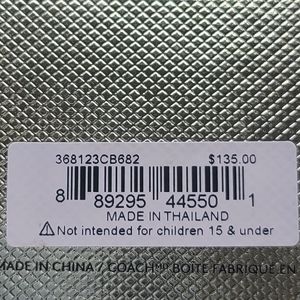 368123CB682 $135.00
8 89295 44550 1
MADE IN THAILAND
⚠ Not intended for children 15 & under
MADE IN CHINA / COACH BOITE FABRIQUE EN